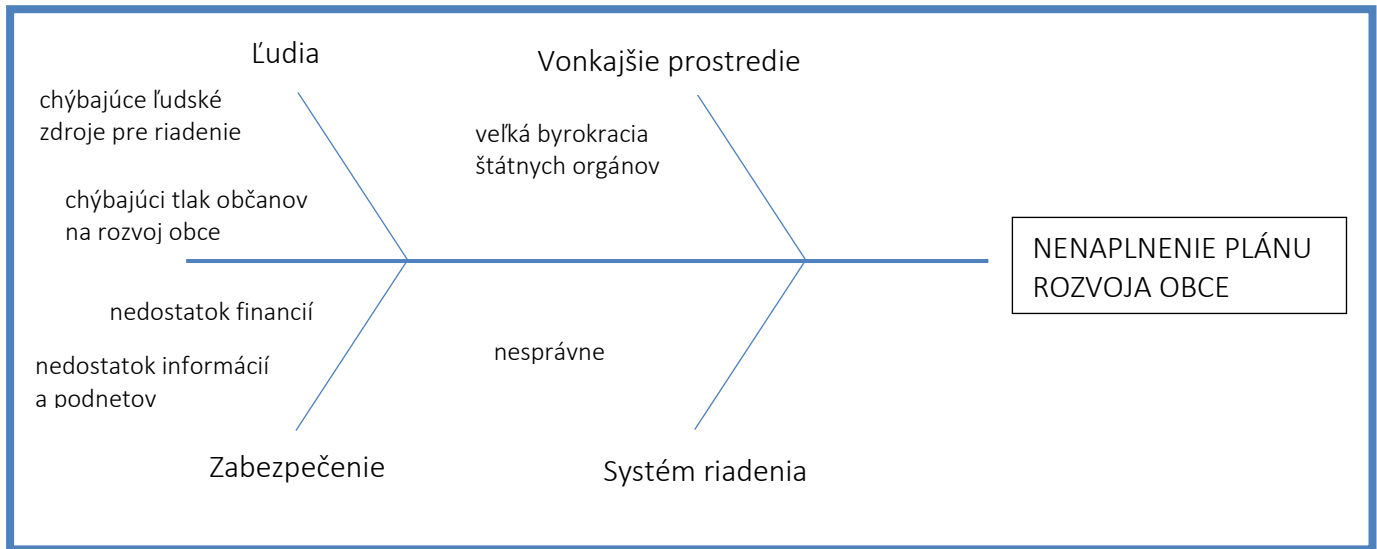 Ľudia
Vonkajšie prostredie
chýbajúce ľudské
zdroje pre riadenie
veľká byrokracia
štátnych orgánov
chýbajúci tlak občanov
na rozvoj obce
NENAPLNENIE PLÁNU
ROZVOJA OBCE
nedostatok financií
nesprávne
nedostatok informácií
a podnetov
Zabezpečenie
Systém riadenia